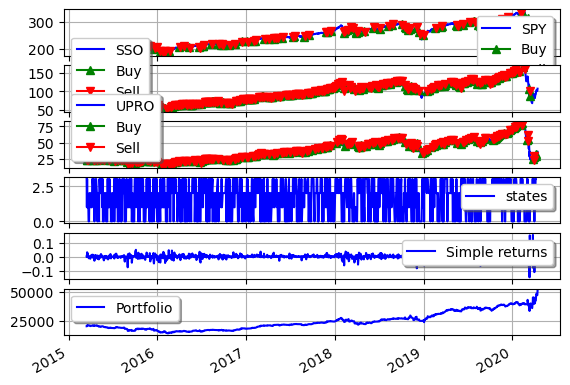 300
200
SPY
Buy
150
100
50
SSO
Buy
Sell
75
50
25
UPRO
Buy
Sell
2.5
0.0
states
0.1
0.0
−0.1
Simple returns
50000
25000
Portfolio
2015
2016
2017
2018
2019
2020